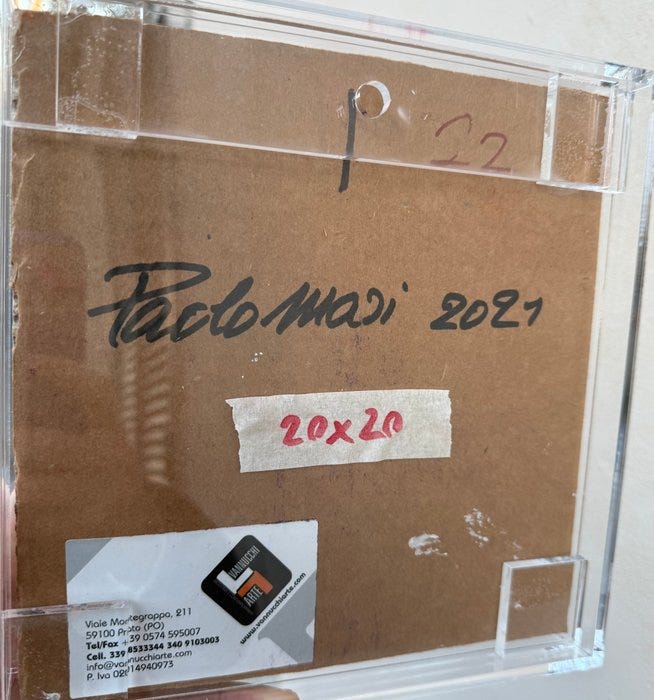 22
Paolo Masi 2021
20x20
VANNUCCHI
ARTE
www.vannucchiarte.com
Viale Montegrappa, 211
59100 Prato (PO)
Tel/Fax +39 0574 595007
Cell. 339 8533344 340 9103003
info@vannucchiarte.com
P. Iva 02014940973